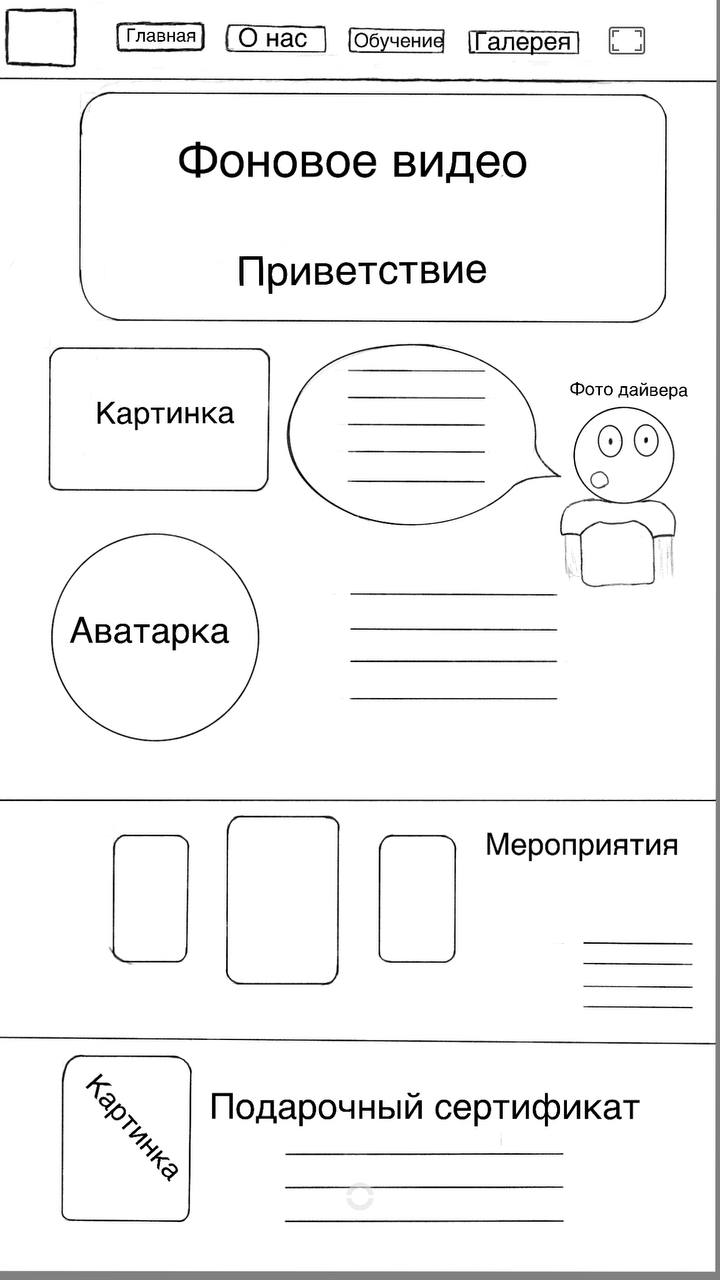 Главная
О нас
Обучение
Галерея
Фоновое видео
Приветствие
Картинка
Фото дайвера
Аватарка
Мероприятия
Картинка
Подарочный сертификат